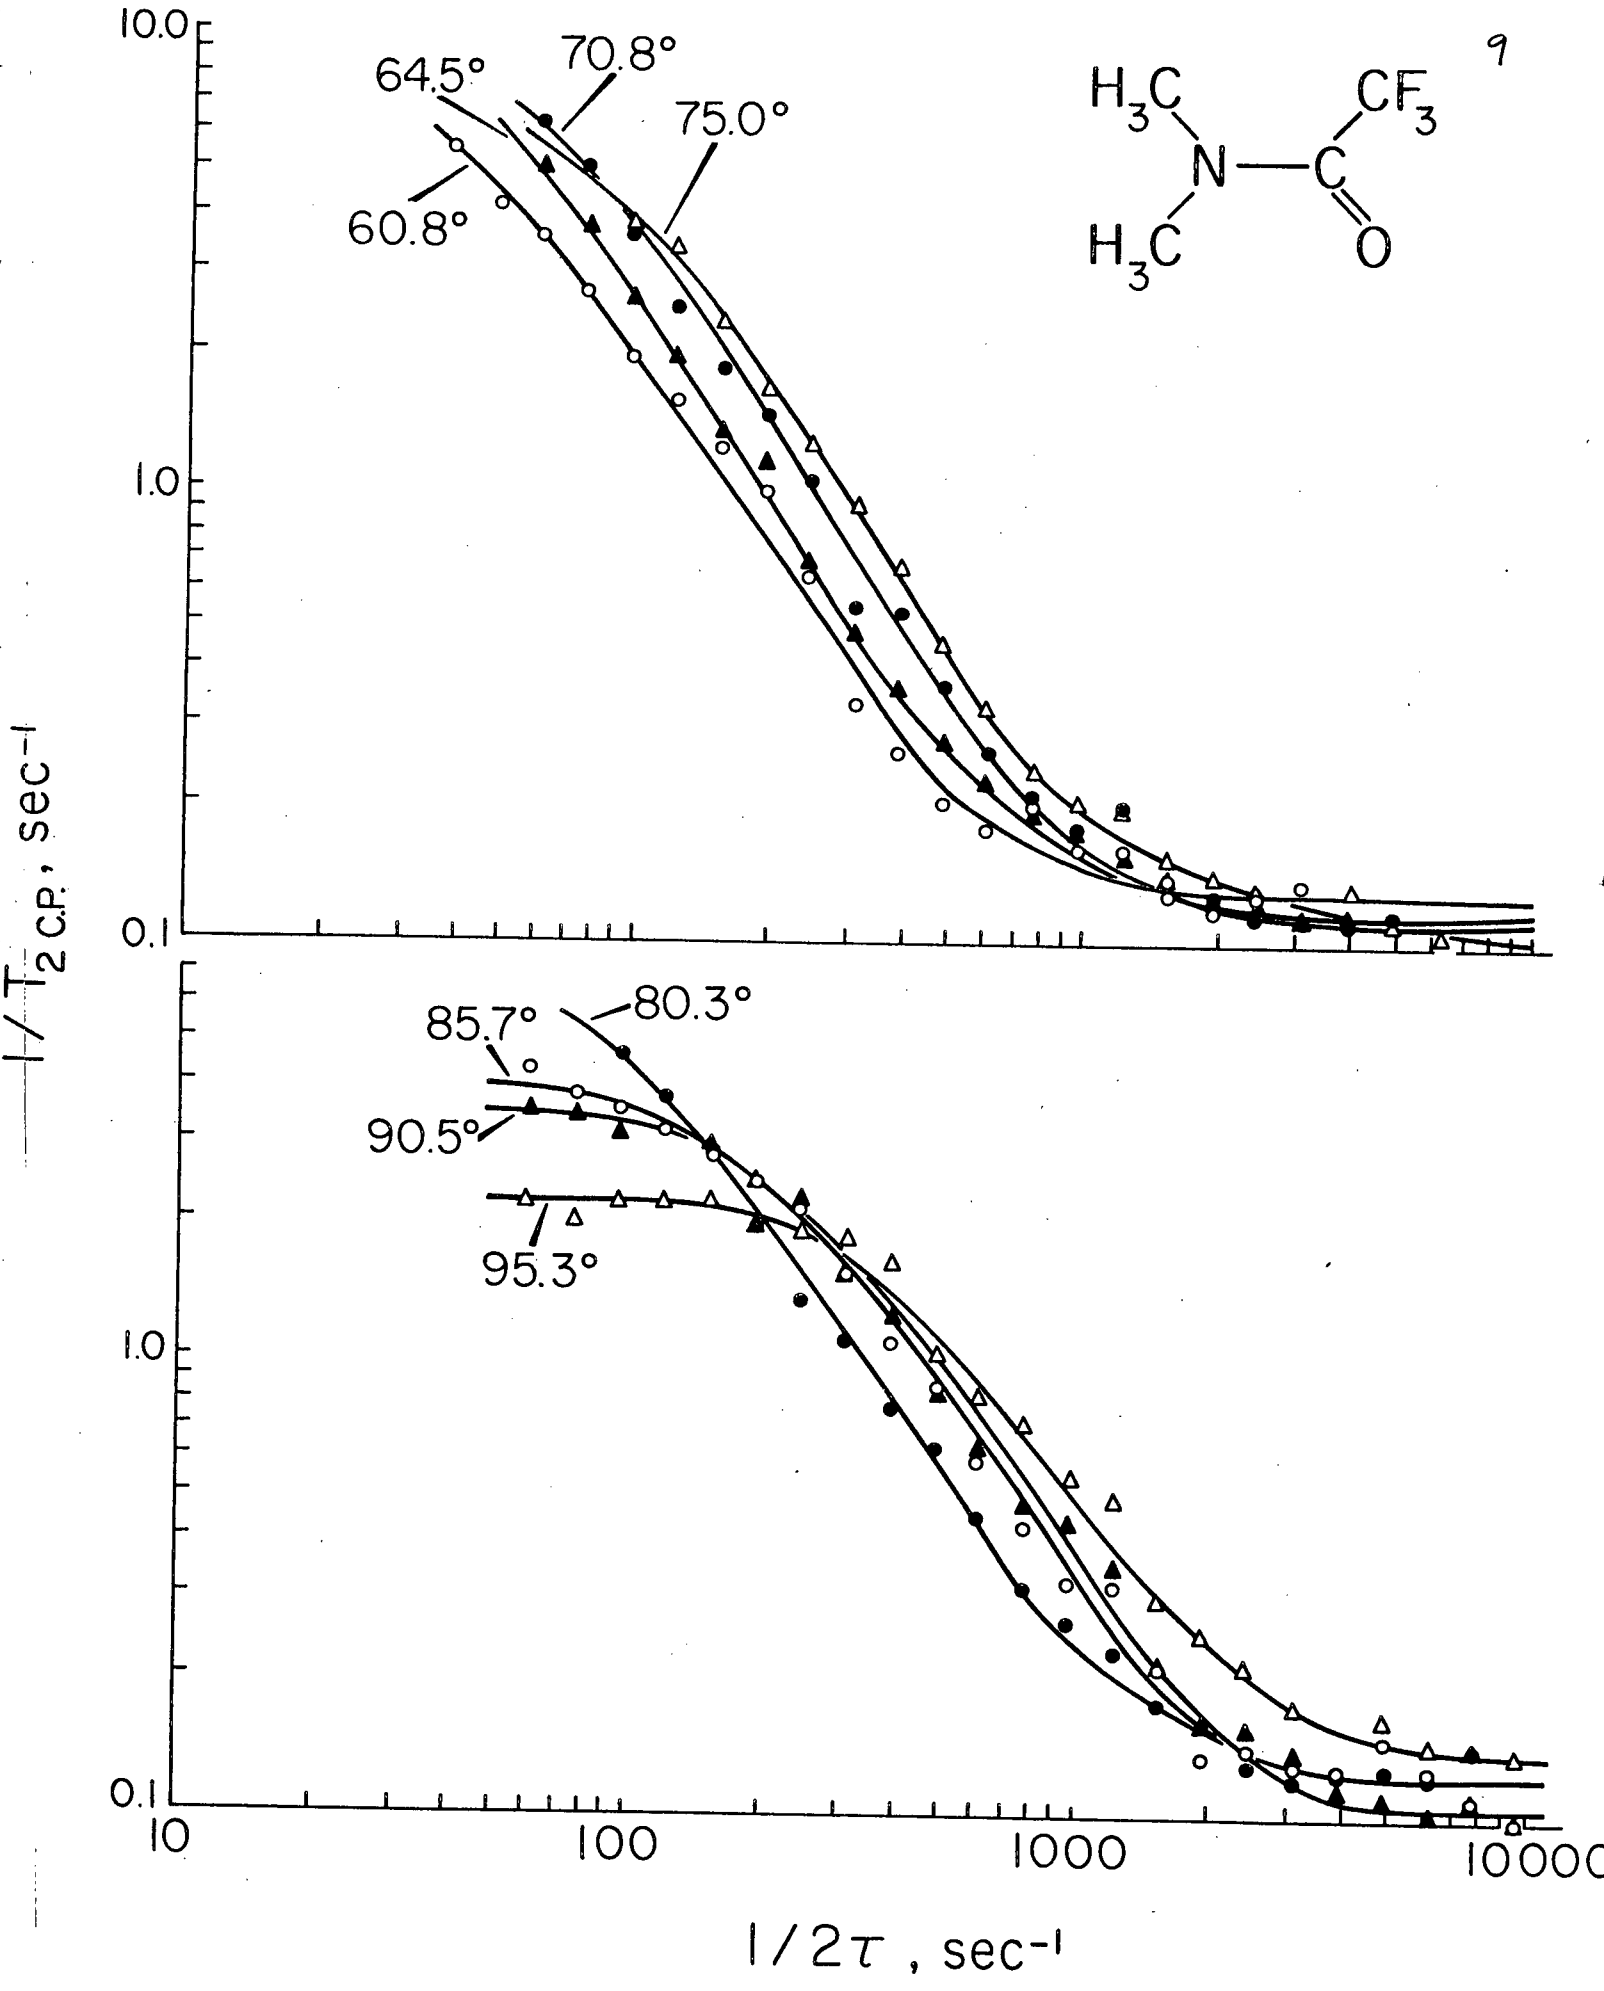 10.0
70.8°
64.5°
75.0°
60.8°
9
H₃C
CF₃
N
C
H₃C
O
1.0
0.1
1/T₂ C.P., sec⁻¹
80.3°
85.7°
90.5°
95.3°
1.0
0.1
10
100
1000
10000
1/2τ, sec⁻¹